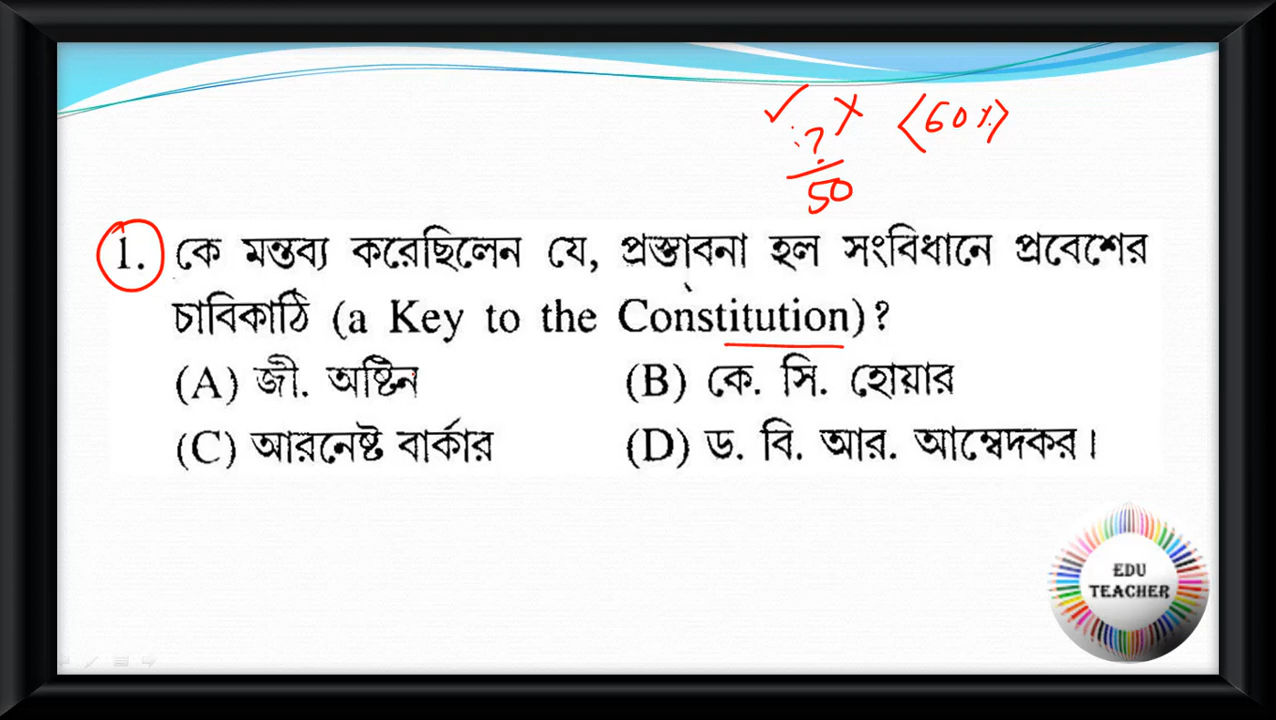 ✓ ✗ <60%>
?
50
1. কে মন্তব্য করেছিলেন যে, প্রস্তাবনা হল সংবিধানে প্রবেশের
চাবিকাঠি (a Key to the Constitution)?
(A) জী. অষ্টিন (B) কে. সি. হোয়ার
(C) আরনেষ্ট বার্কার (D) ড. বি. আর. আম্বেদকর।
EDU
TEACHER